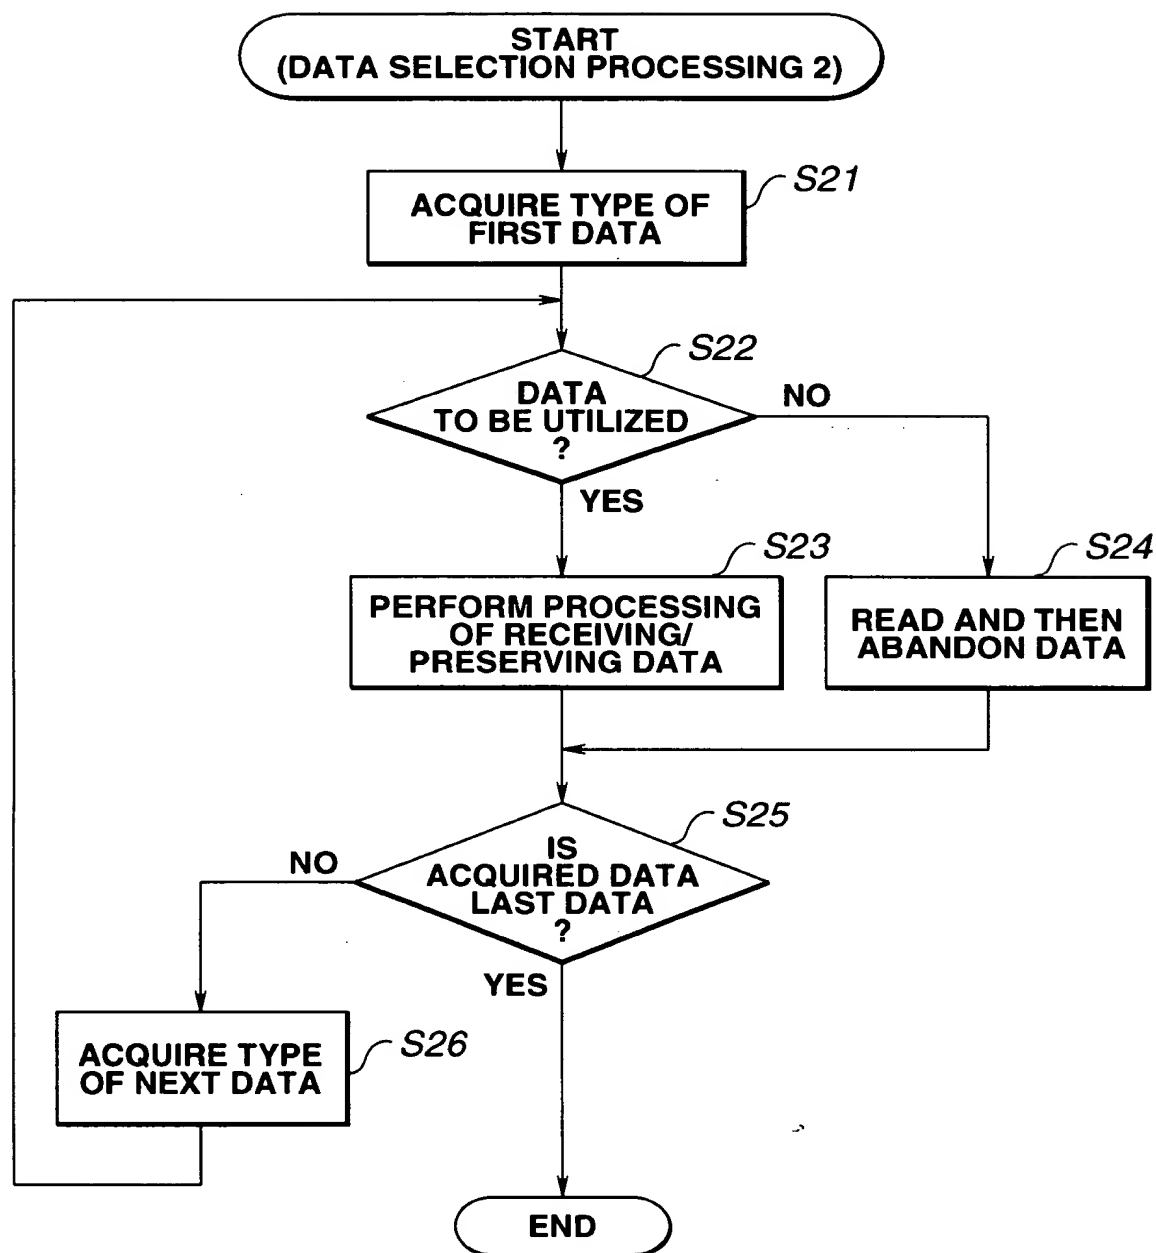 START
(DATA SELECTION PROCESSING 2)
S21
ACQUIRE TYPE OF
FIRST DATA
S22
DATA
TO BE UTILIZED
?
NO
YES
S23
PERFORM PROCESSING
OF RECEIVING/
PRESERVING DATA
S24
READ AND THEN
ABANDON DATA
S25
IS
ACQUIRED DATA
LAST DATA
?
NO
YES
S26
ACQUIRE TYPE
OF NEXT DATA
END